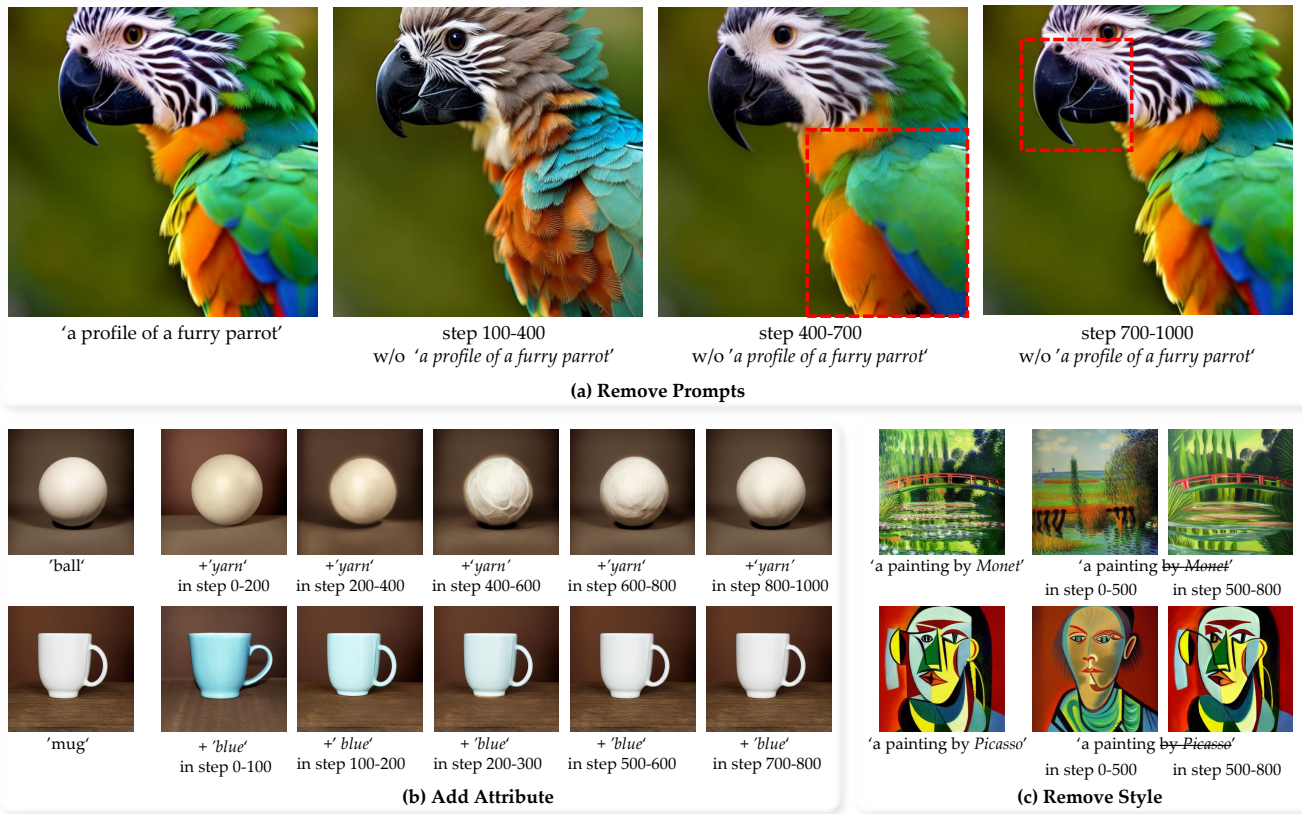 ‘a profile of a furry parrot’
step 100-400
w/o ‘a profile of a furry parrot’
step 400-700
w/o ’a profile of a furry parrot‘
step 700-1000
w/o ’a profile of a furry parrot‘
(a) Remove Prompts
’ball‘
+’yarn‘
in step 0-200
+‘yarn‘
in step 200-400
+‘yarn’
in step 400-600
+‘yarn‘
in step 600-800
+‘yarn’
in step 800-1000
’mug‘
+ ’blue‘
in step 0-100
+’ blue‘
in step 100-200
+ ’blue‘
in step 200-300
+ ’blue‘
in step 500-600
+ ’blue‘
in step 700-800
(b) Add Attribute
‘a painting by Monet’
‘a painting by Monet’
in step 0-500
in step 500-800
‘a painting by Picasso’
‘a painting by Picasso’
in step 0-500
in step 500-800
(c) Remove Style